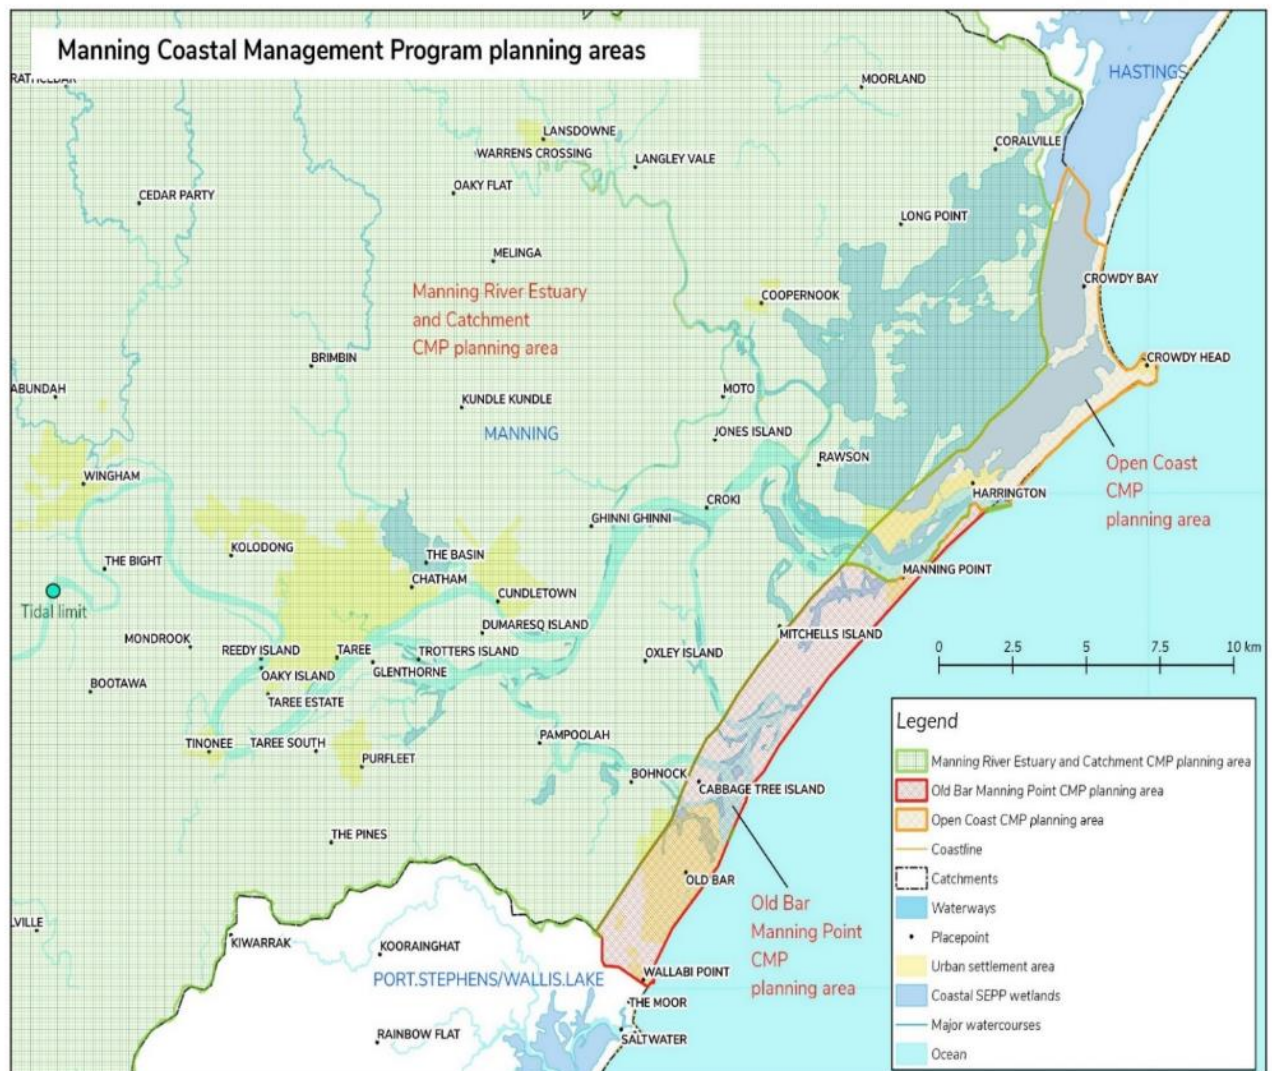 Manning Coastal Management Program planning areas
HASTINGS
MOORLAND
LANSDOWNE
CORALVILLE
WARRENS CROSSING
LANGLEY VALE
OAKY FLAT
CEDAR PARTY
LONG POINT
MELINGA
CROWDY BAY
Manning River Estuary
and Catchment
CMP planning area
COOPERNOOK
BRIMBIN
CROWDY HEAD
ABUNDAH
MOTO
KUNDLE KUNDLE
MANNING
JONES ISLAND
RAWSON
Open Coast
CMP
planning area
WINGHAM
HARRINGTON
CROKI
GHINNI GHINNI
KOLODONG
THE BASIN
THE BIGHT
MANNING POINT
CHATHAM
CUNDLETOWN
Tidal limit
DUMARESQ ISLAND
MITCHELLS ISLAND
MONDROOK
REEDY ISLAND
TAREE
TROTTERS ISLAND
OXLEY ISLAND
0 2.5 5 7.5 10 km
OAKY ISLAND
GLENTHORNE
BOOTAWA
TAREE ESTATE
TINONEE
TAREE SOUTH
PAMPOOLAH
PURFLEET
BOHNOCK
CABBAGE TREE ISLAND
THE PINES
OLD BAR
Old Bar
Manning Point
CMP
planning area
LVILLE
KIWARRAK
KOORAINGHAT
PORT.STEPHENS/WALLIS.LAKE
WALLABI POINT
THE MOOR
RAINBOW FLAT
SALTWATER
Legend
Manning River Estuary and Catchment CMP planning area
Old Bar Manning Point CMP planning area
Open Coast CMP planning area
Coastline
Catchments
Waterways
Placepoint
Urban settlement area
Coastal SEPP wetlands
Major watercourses
Ocean